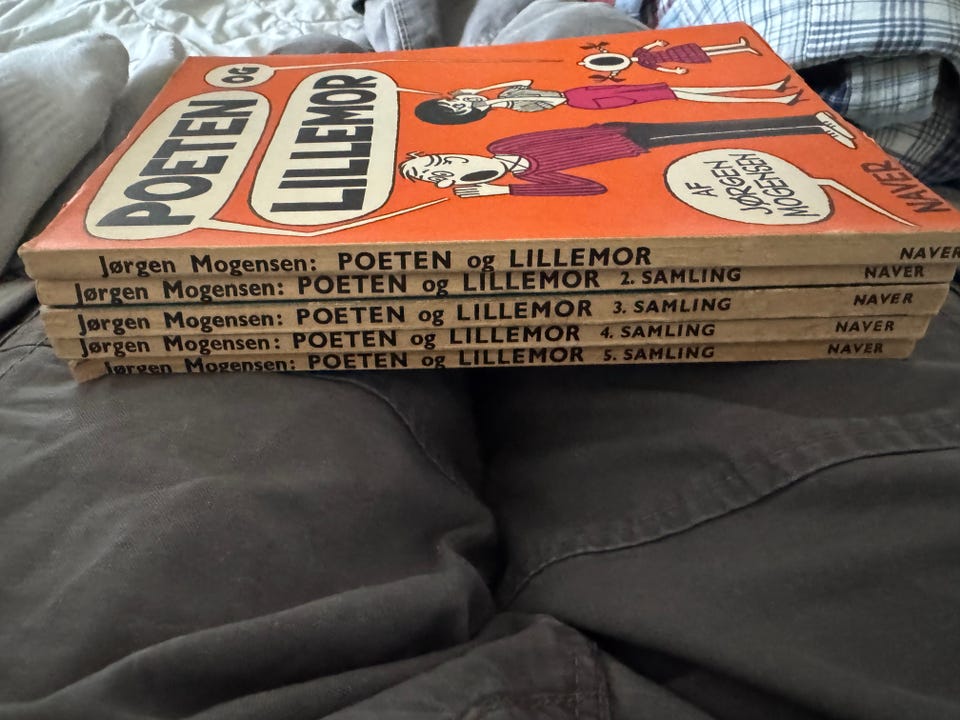 POETEN
OG
LILLEMOR
AF
JØRGEN
MOGENSEN
NAVER
Jørgen Mogensen: POETEN og LILLEMOR NAVER
Jørgen Mogensen: POETEN og LILLEMOR 2. SAMLING NAVER
Jørgen Mogensen: POETEN og LILLEMOR 3. SAMLING NAVER
Jørgen Mogensen: POETEN og LILLEMOR 4. SAMLING NAVER
Jørgen Mogensen: POETEN og LILLEMOR 5. SAMLING NAVER